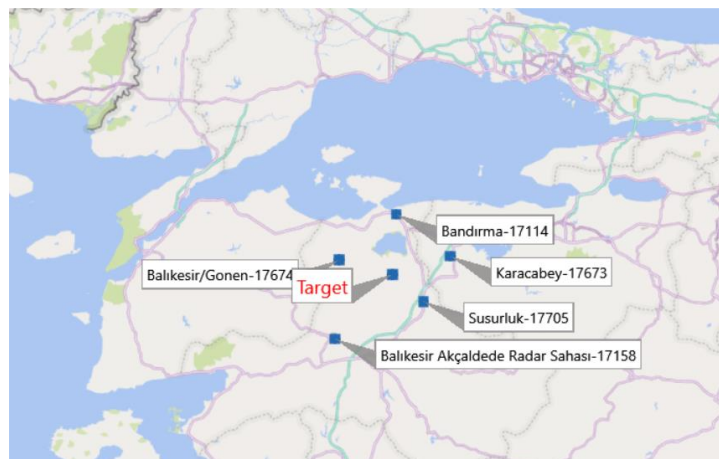 Bandırma-17114
Karacabey-17673
Balıkesir/Gonen-17674
Target
Susurluk-17705
Balıkesir Akçaldede Radar Sahası-17158